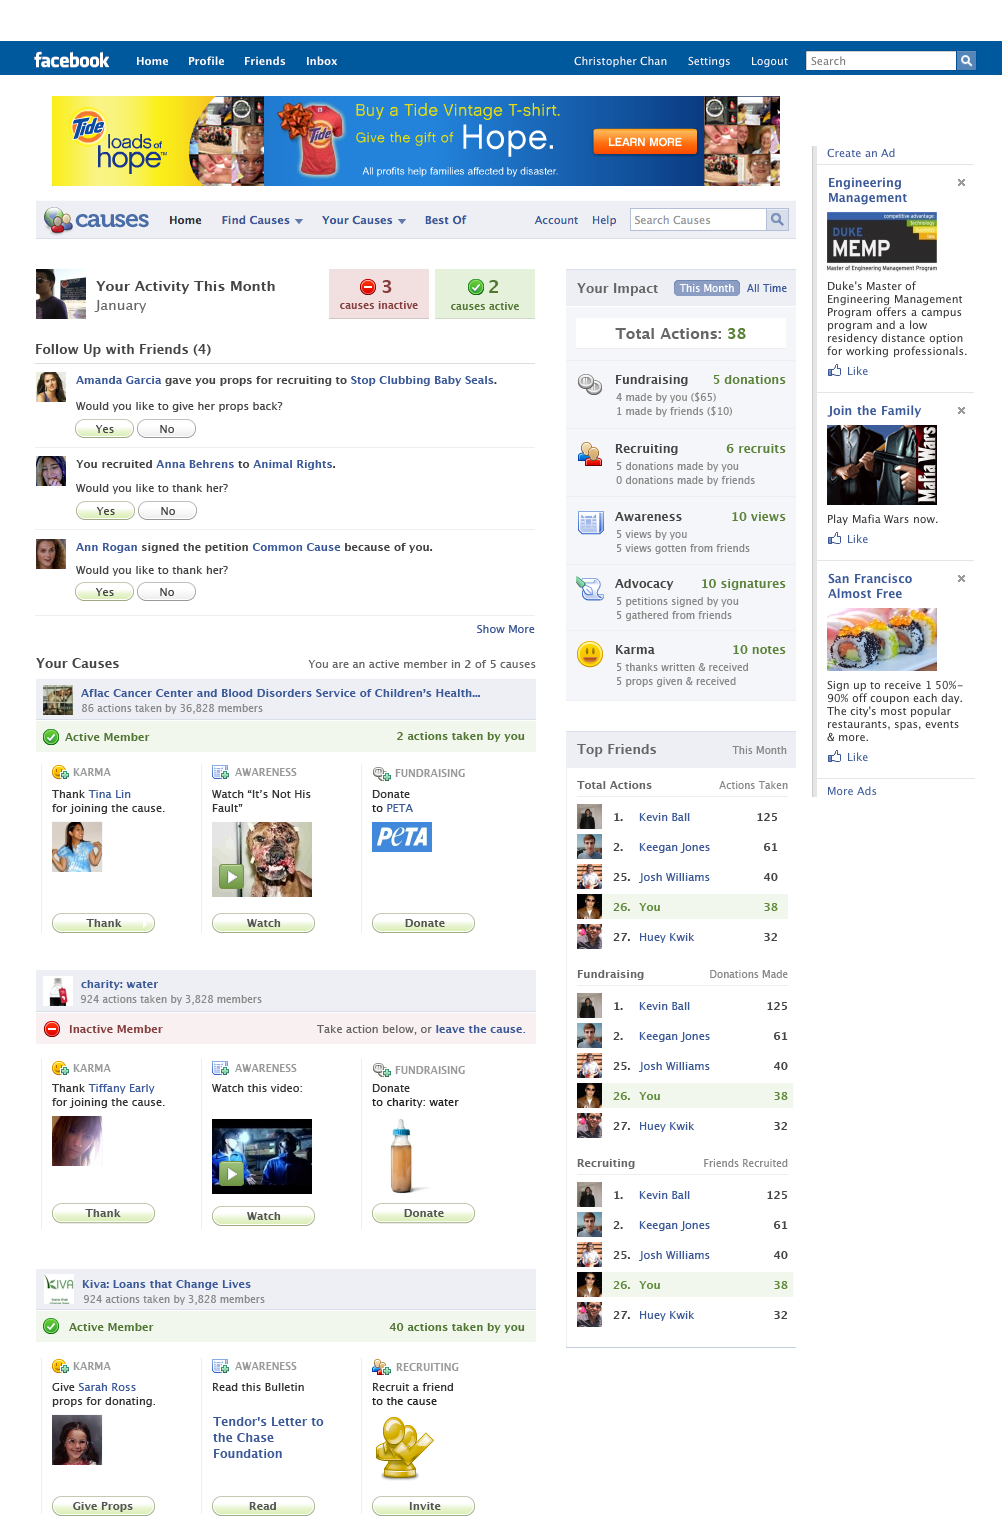 facebook Home Profile Friends Inbox Christopher Chan Settings Logout Search
Tide loads of hope™
Buy a Tide Vintage T-shirt.
Give the gift of Hope.
All profits help families affected by disaster.
LEARN MORE
causes Home Find Causes Your Causes Best Of Account Help Search Causes
Your Activity This Month
January
3
causes inactive
2
causes active
Follow Up with Friends (4)
Amanda Garcia gave you props for recruiting to Stop Clubbing Baby Seals.
Would you like to give her props back?
Yes No
You recruited Anna Behrens to Animal Rights.
Would you like to thank her?
Yes No
Ann Rogan signed the petition Common Cause because of you.
Would you like to thank her?
Yes No
Show More
Your Causes You are an active member in 2 of 5 causes
Aflac Cancer Center and Blood Disorders Service of Children's Health...
86 actions taken by 36,828 members
Active Member 2 actions taken by you
KARMA
Thank Tina Lin
for joining the cause.
Thank
AWARENESS
Watch “It's Not His
Fault”
Watch
FUNDRAISING
Donate
to PETA
PETA
Donate
charity: water
924 actions taken by 3,828 members
Inactive Member Take action below, or leave the cause.
KARMA
Thank Tiffany Early
for joining the cause.
Thank
AWARENESS
Watch this video:
Watch
FUNDRAISING
Donate
to charity: water
Donate
KIVA
Kiva: Loans that Change Lives
924 actions taken by 3,828 members
Active Member 40 actions taken by you
KARMA
Give Sarah Ross
props for donating.
Give Props
AWARENESS
Read this Bulletin
Tendor's Letter to
the Chase
Foundation
Read
RECRUITING
Recruit a friend
to the cause
Invite
Your Impact This Month All Time
Total Actions: 38
Fundraising 5 donations
4 made by you ($65)
1 made by friends ($10)
Recruiting 6 recruits
5 donations made by you
0 donations made by friends
Awareness 10 views
5 views by you
5 views gotten from friends
Advocacy 10 signatures
5 petitions signed by you
5 gathered from friends
Karma 10 notes
5 thanks written & received
5 props given & received
Top Friends This Month
Total Actions Actions Taken
1. Kevin Ball 125
2. Keegan Jones 61
25. Josh Williams 40
26. You 38
27. Huey Kwik 32
Fundraising Donations Made
1. Kevin Ball 125
2. Keegan Jones 61
25. Josh Williams 40
26. You 38
27. Huey Kwik 32
Recruiting Friends Recruited
1. Kevin Ball 125
2. Keegan Jones 61
25. Josh Williams 40
26. You 38
27. Huey Kwik 32
Create an Ad
Engineering
Management
competitive advantage:
Technology
Business
law
DUKE
MEMP
Master of Engineering Management Program
Duke's Master of
Engineering Management
Program offers a campus
program and a low
residency distance option
for working professionals.
Like
Join the Family
Mafia Wars
Play Mafia Wars now.
Like
San Francisco
Almost Free
Sign up to receive 1 50%-
90% off coupon each day.
The city's most popular
restaurants, spas, events
& more.
Like
More Ads